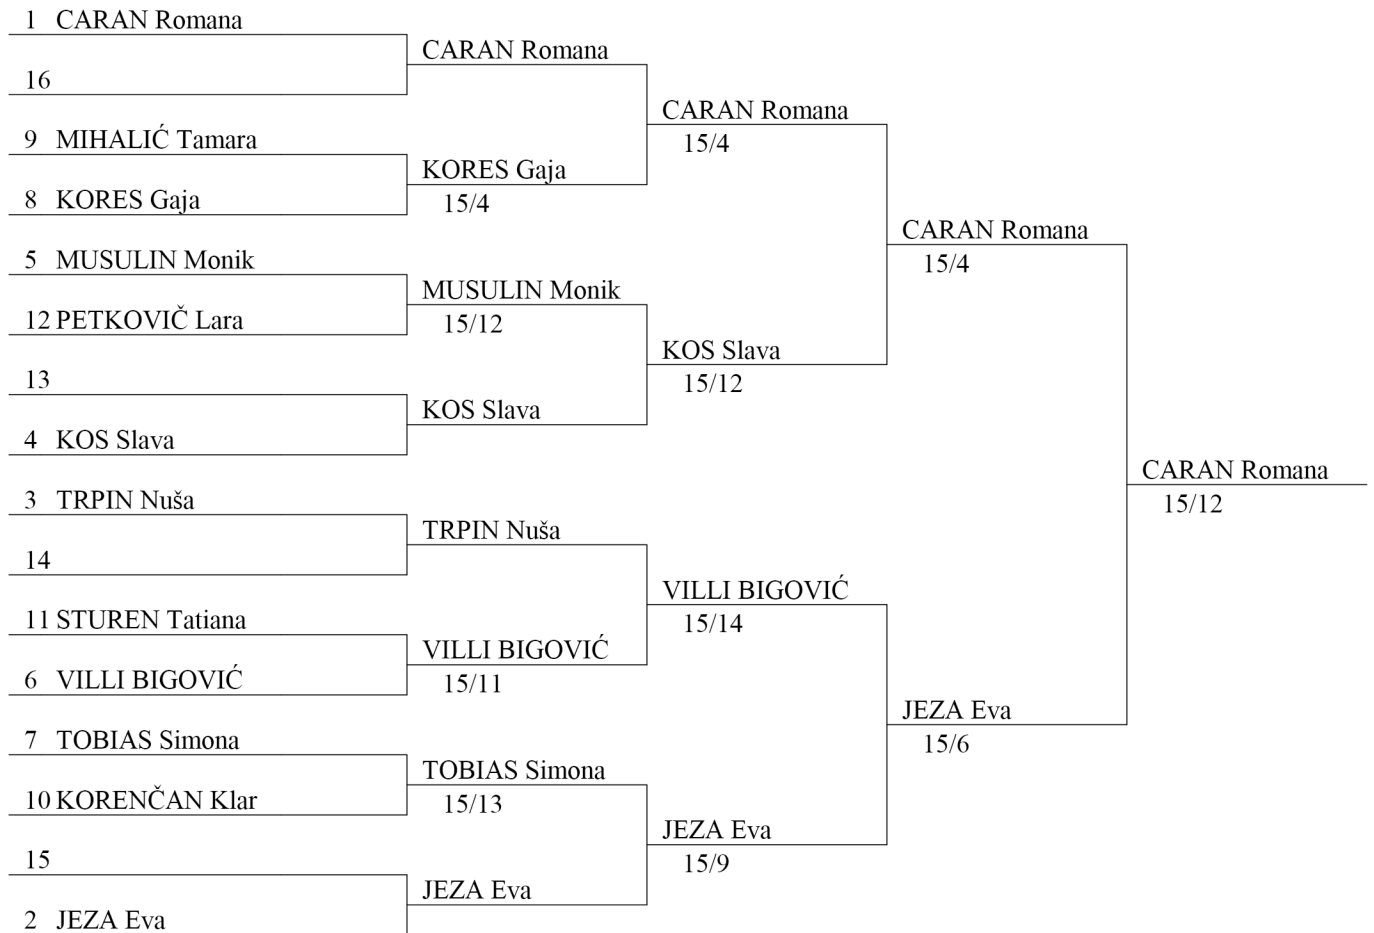 1 CARAN Romana
CARAN Romana
16
CARAN Romana
15/4
9 MIHALIĆ Tamara
KORES Gaja
15/4
8 KORES Gaja
CARAN Romana
15/4
5 MUSULIN Monik
MUSULIN Monik
15/12
12 PETKOVIČ Lara
KOS Slava
15/12
13
KOS Slava
4 KOS Slava
CARAN Romana
15/12
3 TRPIN Nuša
TRPIN Nuša
14
VILLI BIGOVIĆ
15/14
11 STUREN Tatiana
VILLI BIGOVIĆ
15/11
6 VILLI BIGOVIĆ
JEZA Eva
15/6
7 TOBIAS Simona
TOBIAS Simona
15/13
10 KORENČAN Klar
JEZA Eva
15/9
15
JEZA Eva
2 JEZA Eva